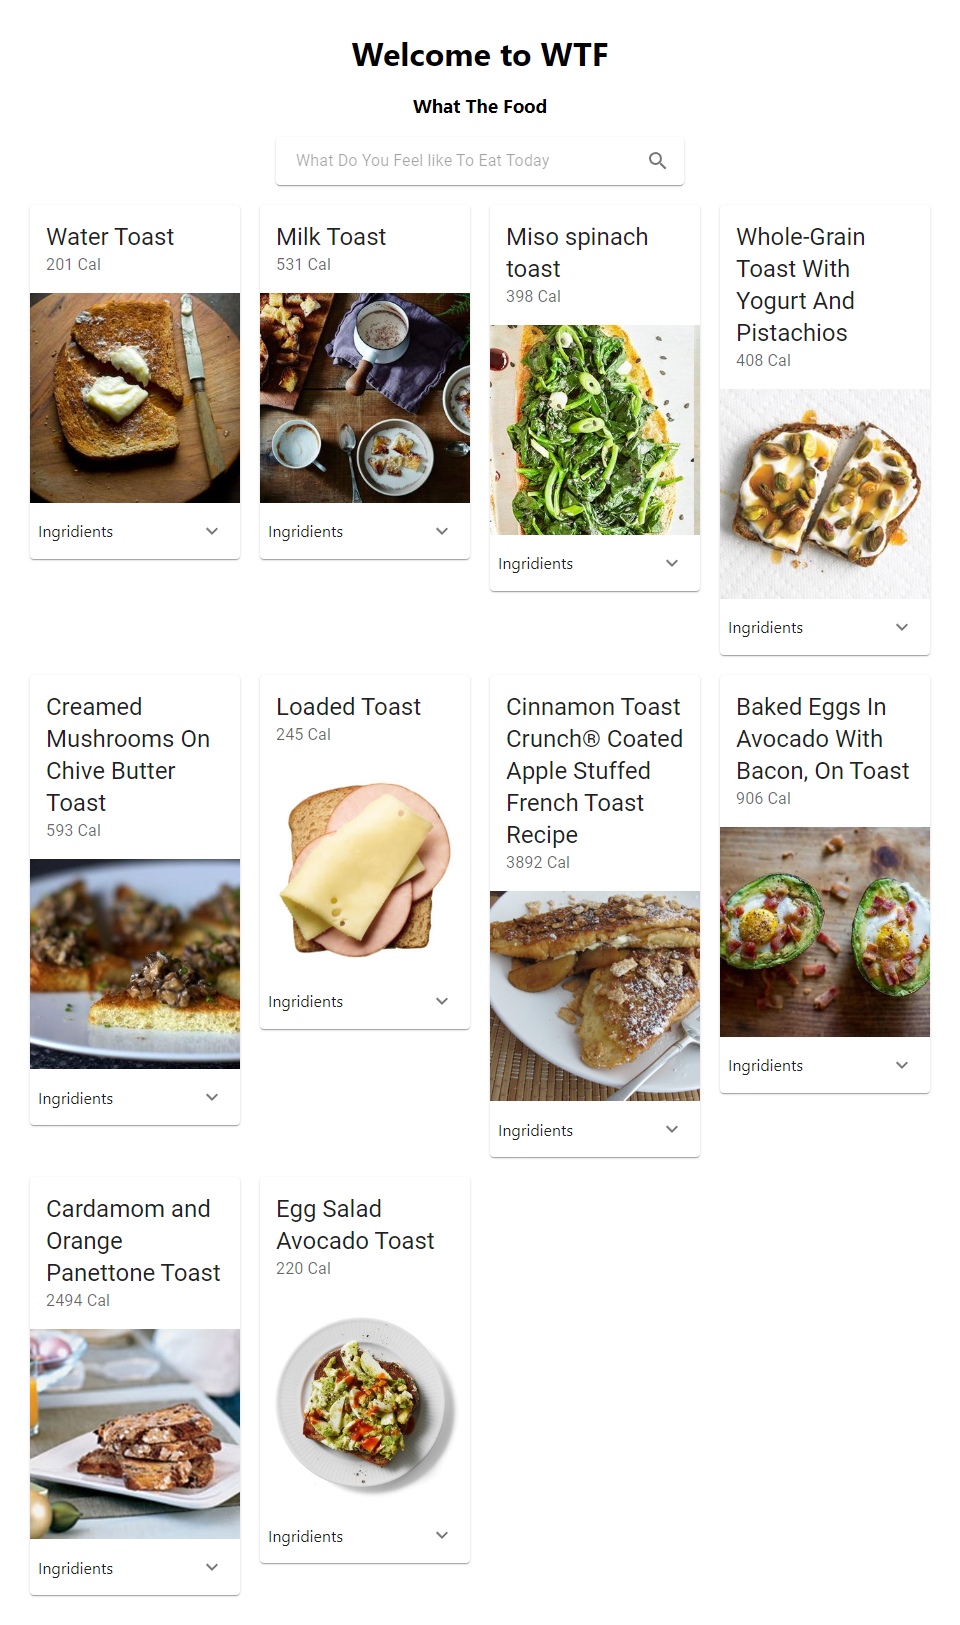 Welcome to WTF
What The Food
What Do You Feel like To Eat Today
Water Toast
201 Cal
Ingridients
Milk Toast
531 Cal
Ingridients
Miso spinach
toast
398 Cal
Ingridients
Whole-Grain
Toast With
Yogurt And
Pistachios
408 Cal
Ingridients
Creamed
Mushrooms On
Chive Butter
Toast
593 Cal
Ingridients
Loaded Toast
245 Cal
Ingridients
Cinnamon Toast
Crunch® Coated
Apple Stuffed
French Toast
Recipe
3892 Cal
Ingridients
Baked Eggs In
Avocado With
Bacon, On Toast
906 Cal
Ingridients
Cardamom and
Orange
Panettone Toast
2494 Cal
Ingridients
Egg Salad
Avocado Toast
220 Cal
Ingridients